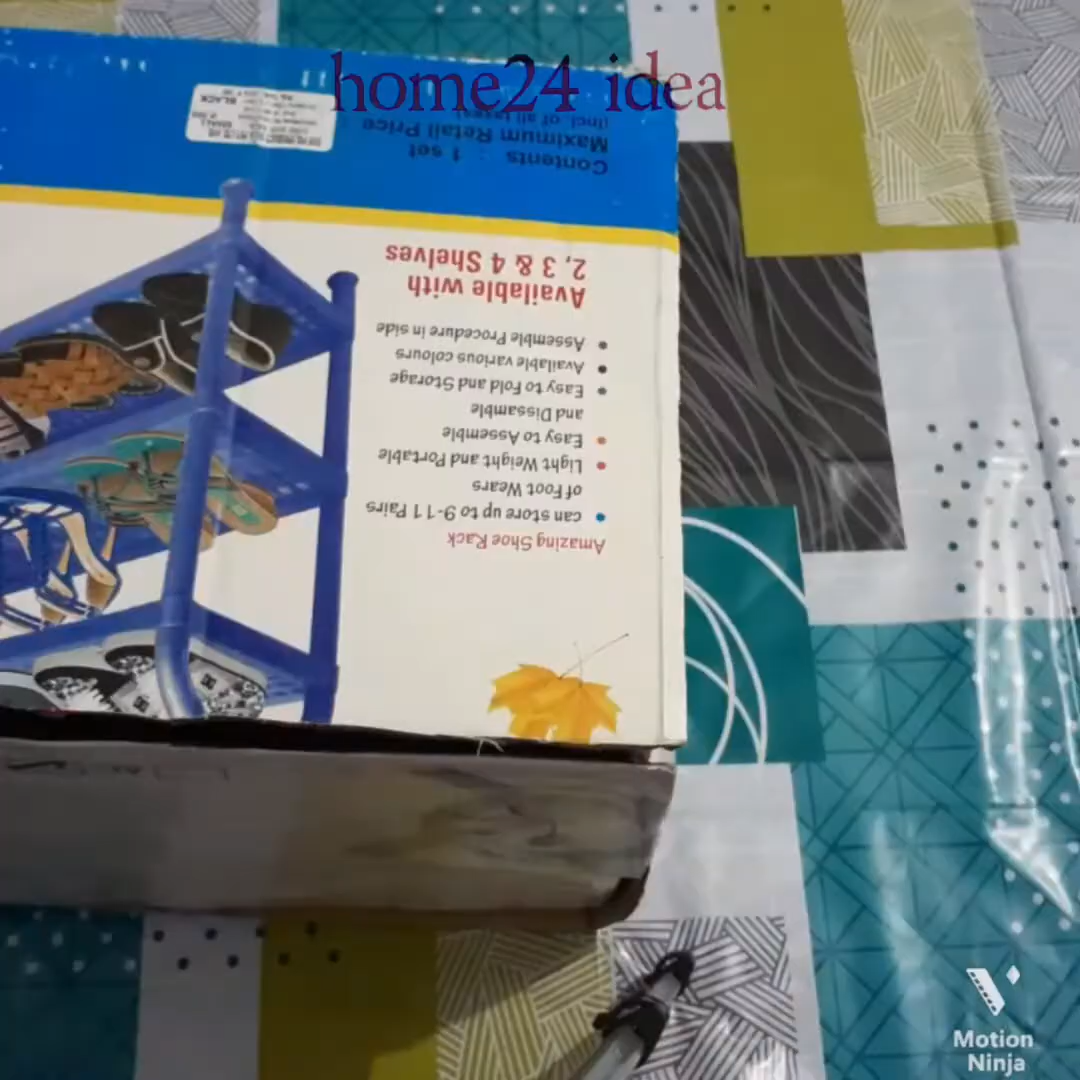 home24 idea
Amazing Shoe Rack
can store up to 9-11 Pairs
of Foot Wears
Light Weight and Portable
Easy to Assemble
and Dissamble
Easy to Fold and Storage
Available various colours
Assemble Procedure in side
Available with
2, 3 & 4 Shelves
Contents : 1 set
Maximum Retail Price :
(incl. of all taxes)
SMALL
BLACK
Motion
Ninja